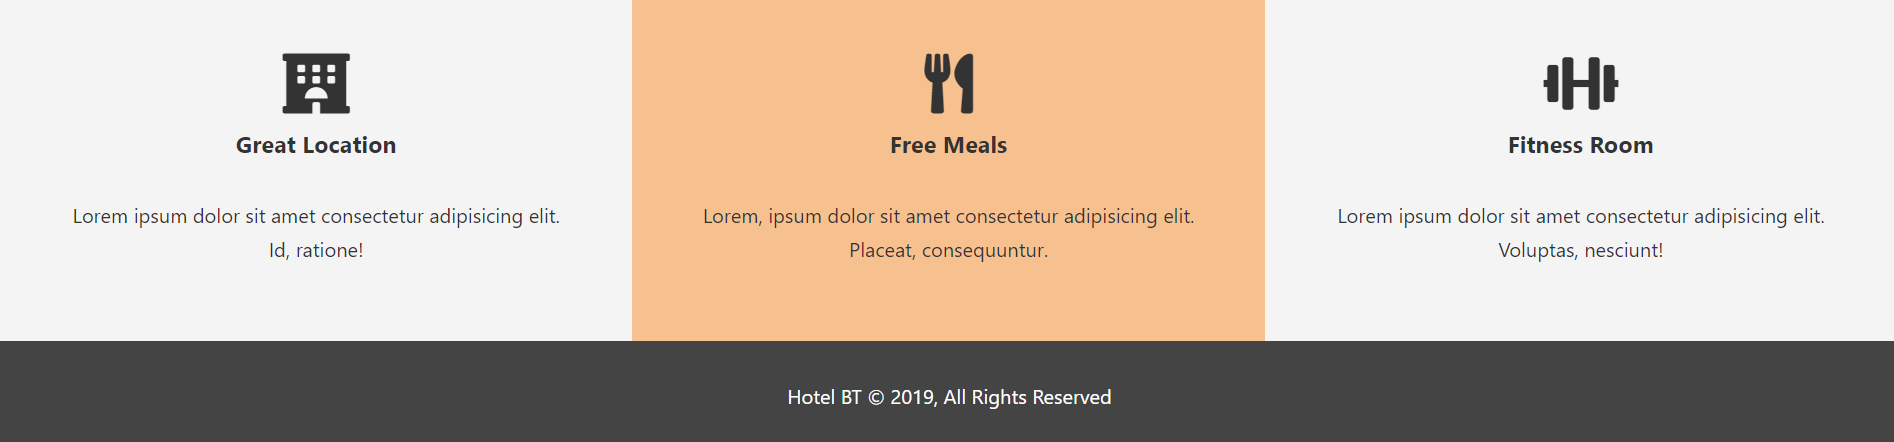 Great Location
Lorem ipsum dolor sit amet consectetur adipisicing elit.
Id, ratione!
Free Meals
Lorem, ipsum dolor sit amet consectetur adipisicing elit.
Placeat, consequuntur.
Fitness Room
Lorem ipsum dolor sit amet consectetur adipisicing elit.
Voluptas, nesciunt!
Hotel BT © 2019, All Rights Reserved